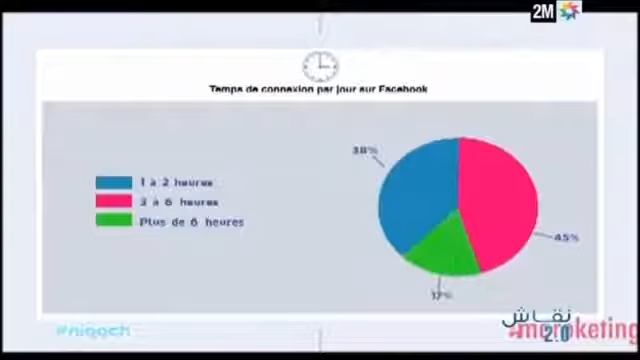 2M
Temps de connexion par jour sur Facebook
38%
1 à 2 heures
3 à 6 heures
Plus de 6 heures
45%
17%
#niqach
نقاش
2.0
#maroketing